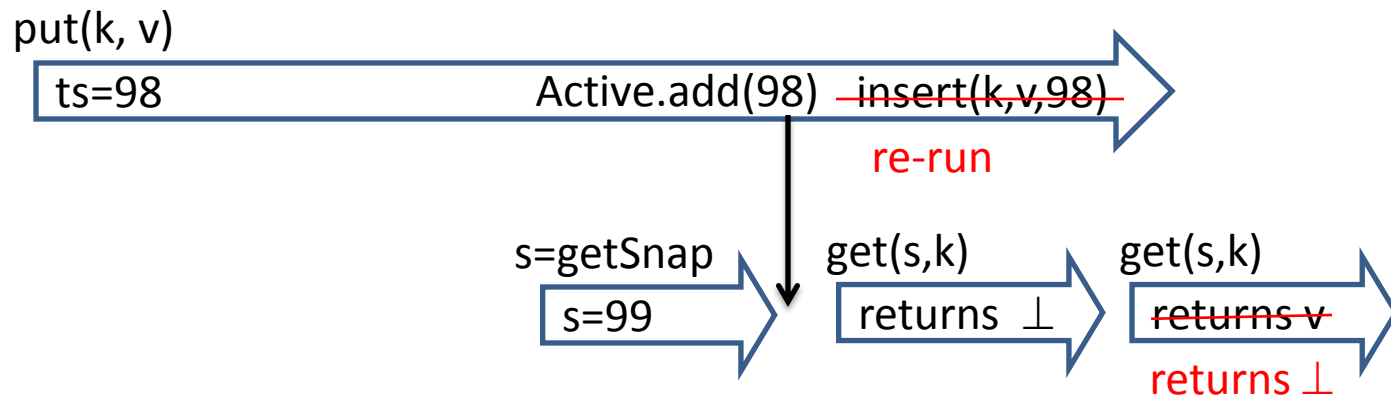 put(k, v)
ts=98 Active.add(98) insert(k,v,98)
re-run
s=getSnap get(s,k) get(s,k)
s=99 returns ⊥ returns v
returns ⊥